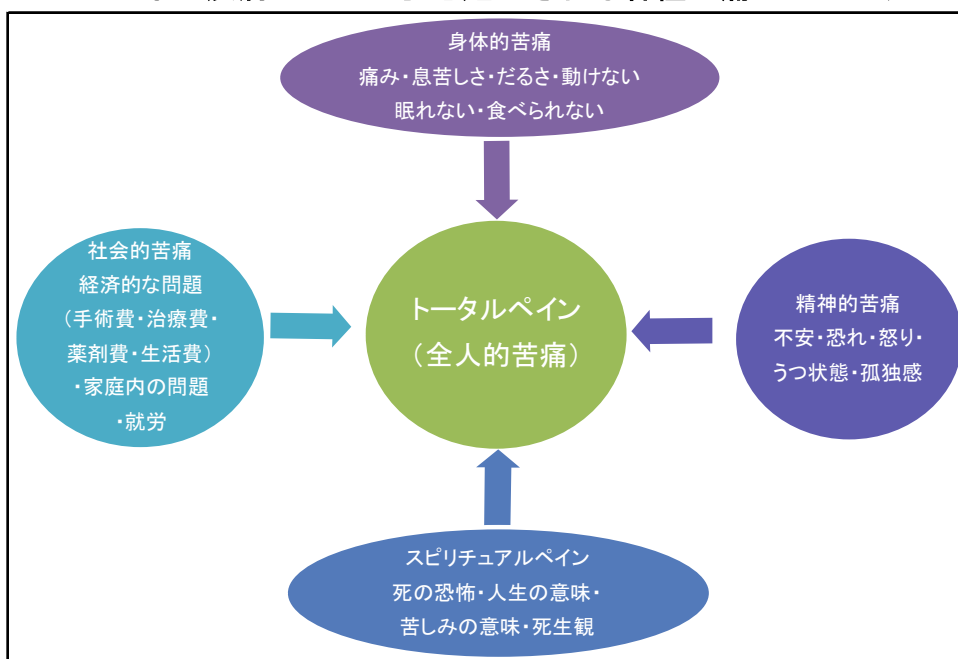 身体的苦痛
痛み・息苦しさ・だるさ・動けない
眠れない・食べられない
社会的苦痛
経済的な問題
（手術費・治療費・
薬剤費・生活費）
・家庭内の問題
・就労
トータルペイン
（全人的苦痛）
精神的苦痛
不安・恐れ・怒り・
うつ状態・孤独感
スピリチュアルペイン
死の恐怖・人生の意味・
苦しみの意味・死生観